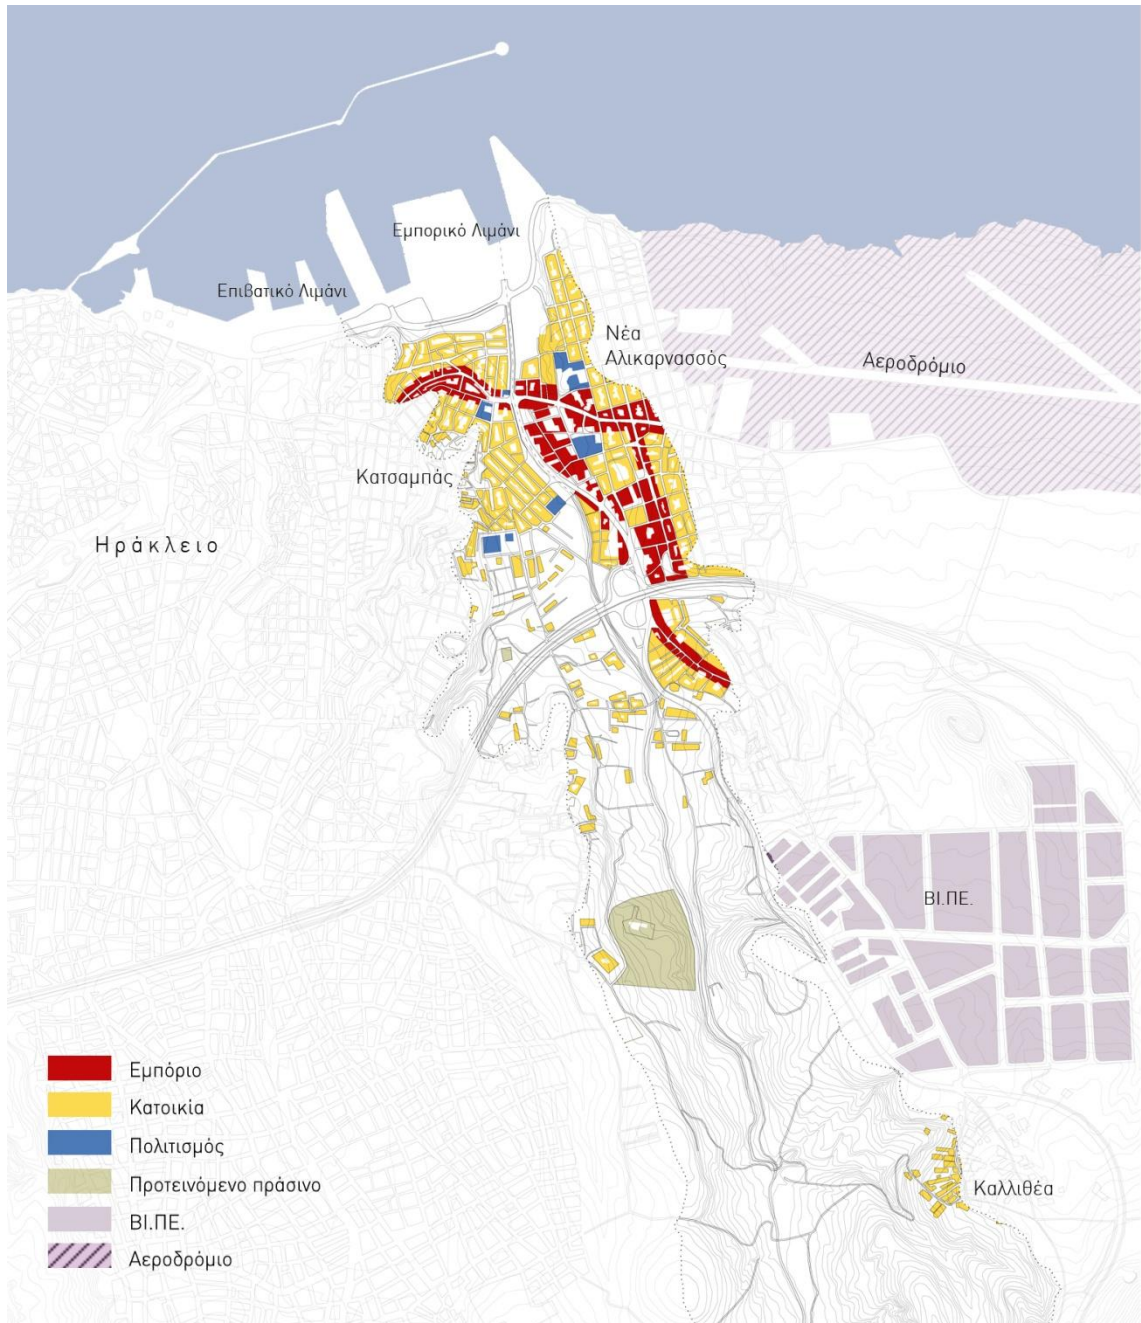 Εμπορικό Λιμάνι
Επιβατικό Λιμάνι
Νέα
Αλικαρνασσός
Αεροδρόμιο
Κατσαμπάς
Ηράκλειο
ΒΙ.ΠΕ.
Καλλιθέα
Εμπόριο
Κατοικία
Πολιτισμός
Προτεινόμενο πράσινο
ΒΙ.ΠΕ.
Αεροδρόμιο